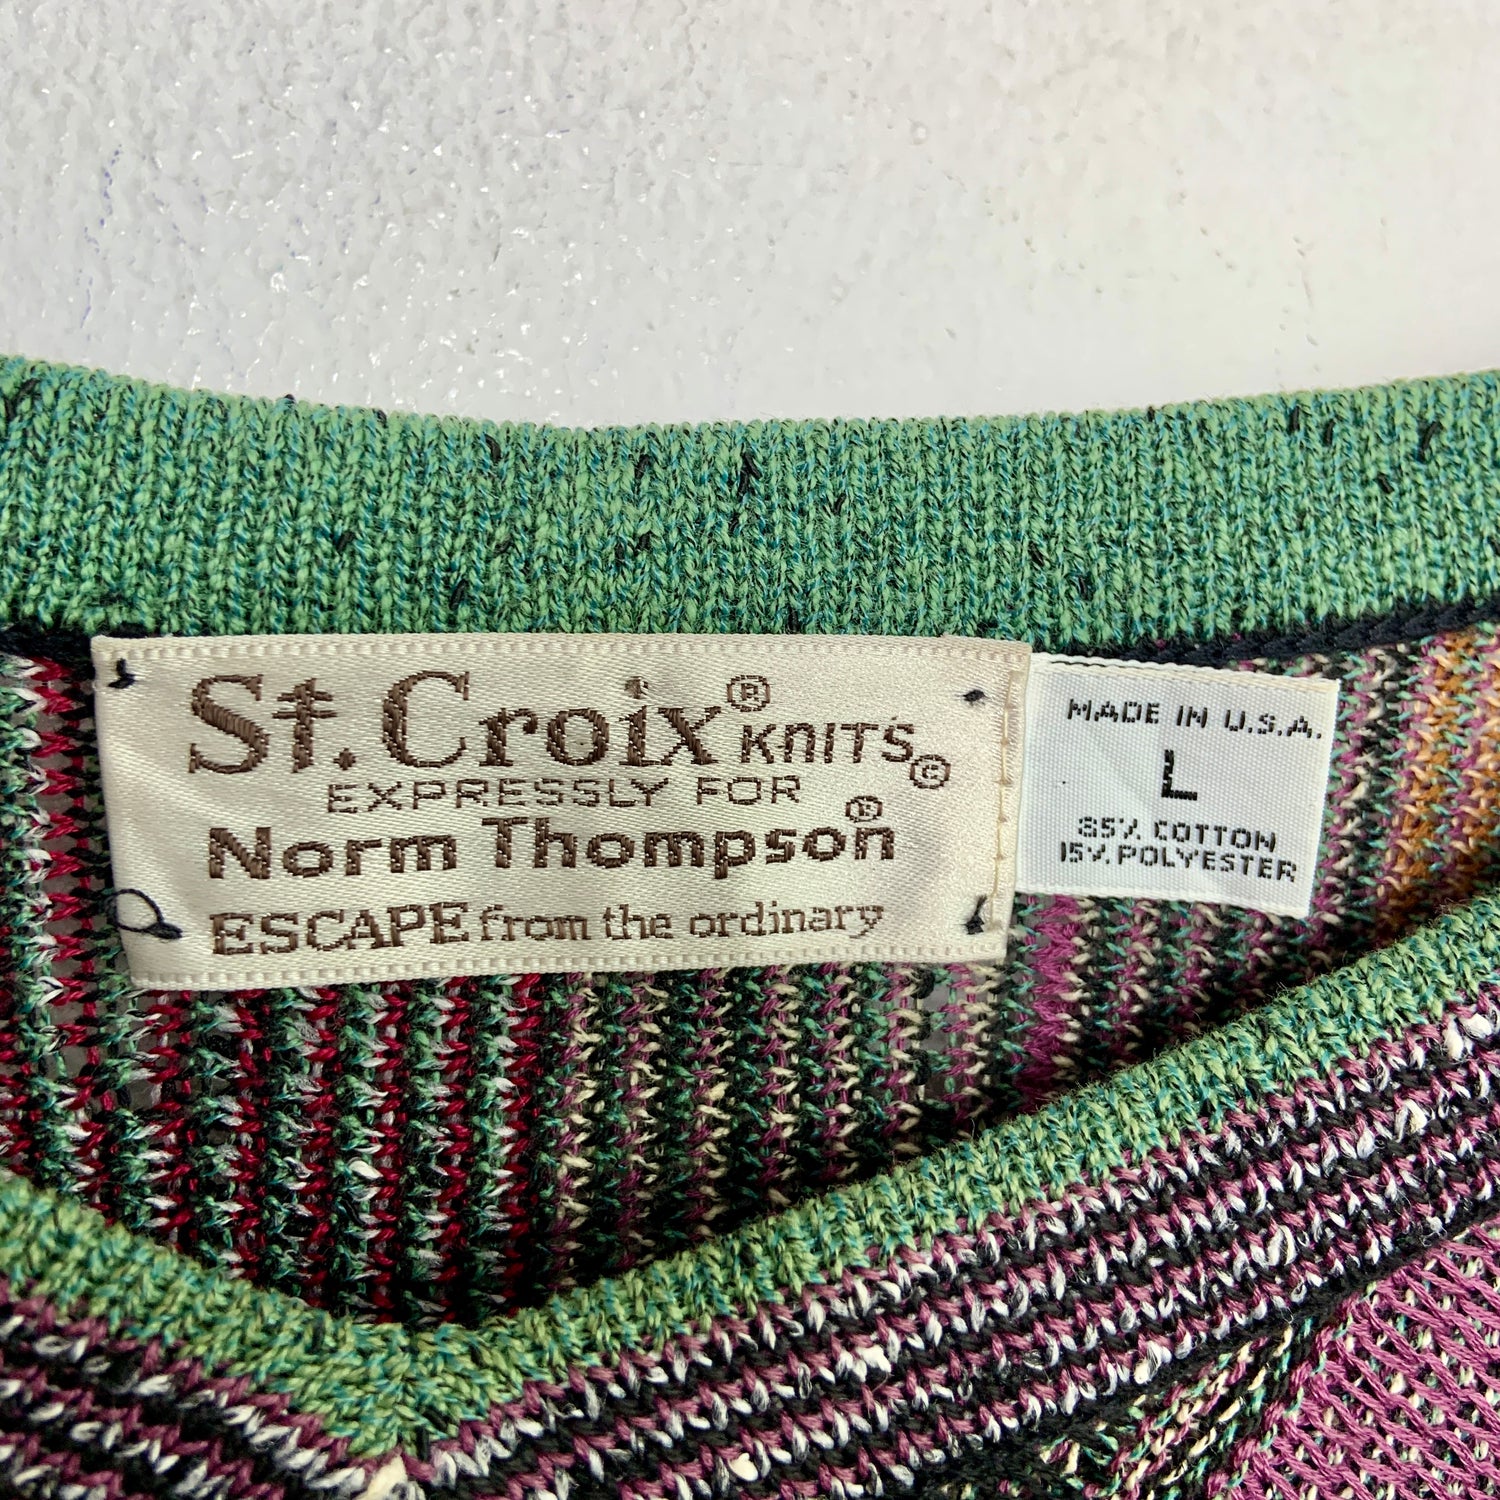 St. Croix® KNITS©
EXPRESSLY FOR
Norm Thompson®
ESCAPE from the ordinary
MADE IN U.S.A.
L
85% COTTON
15% POLYESTER